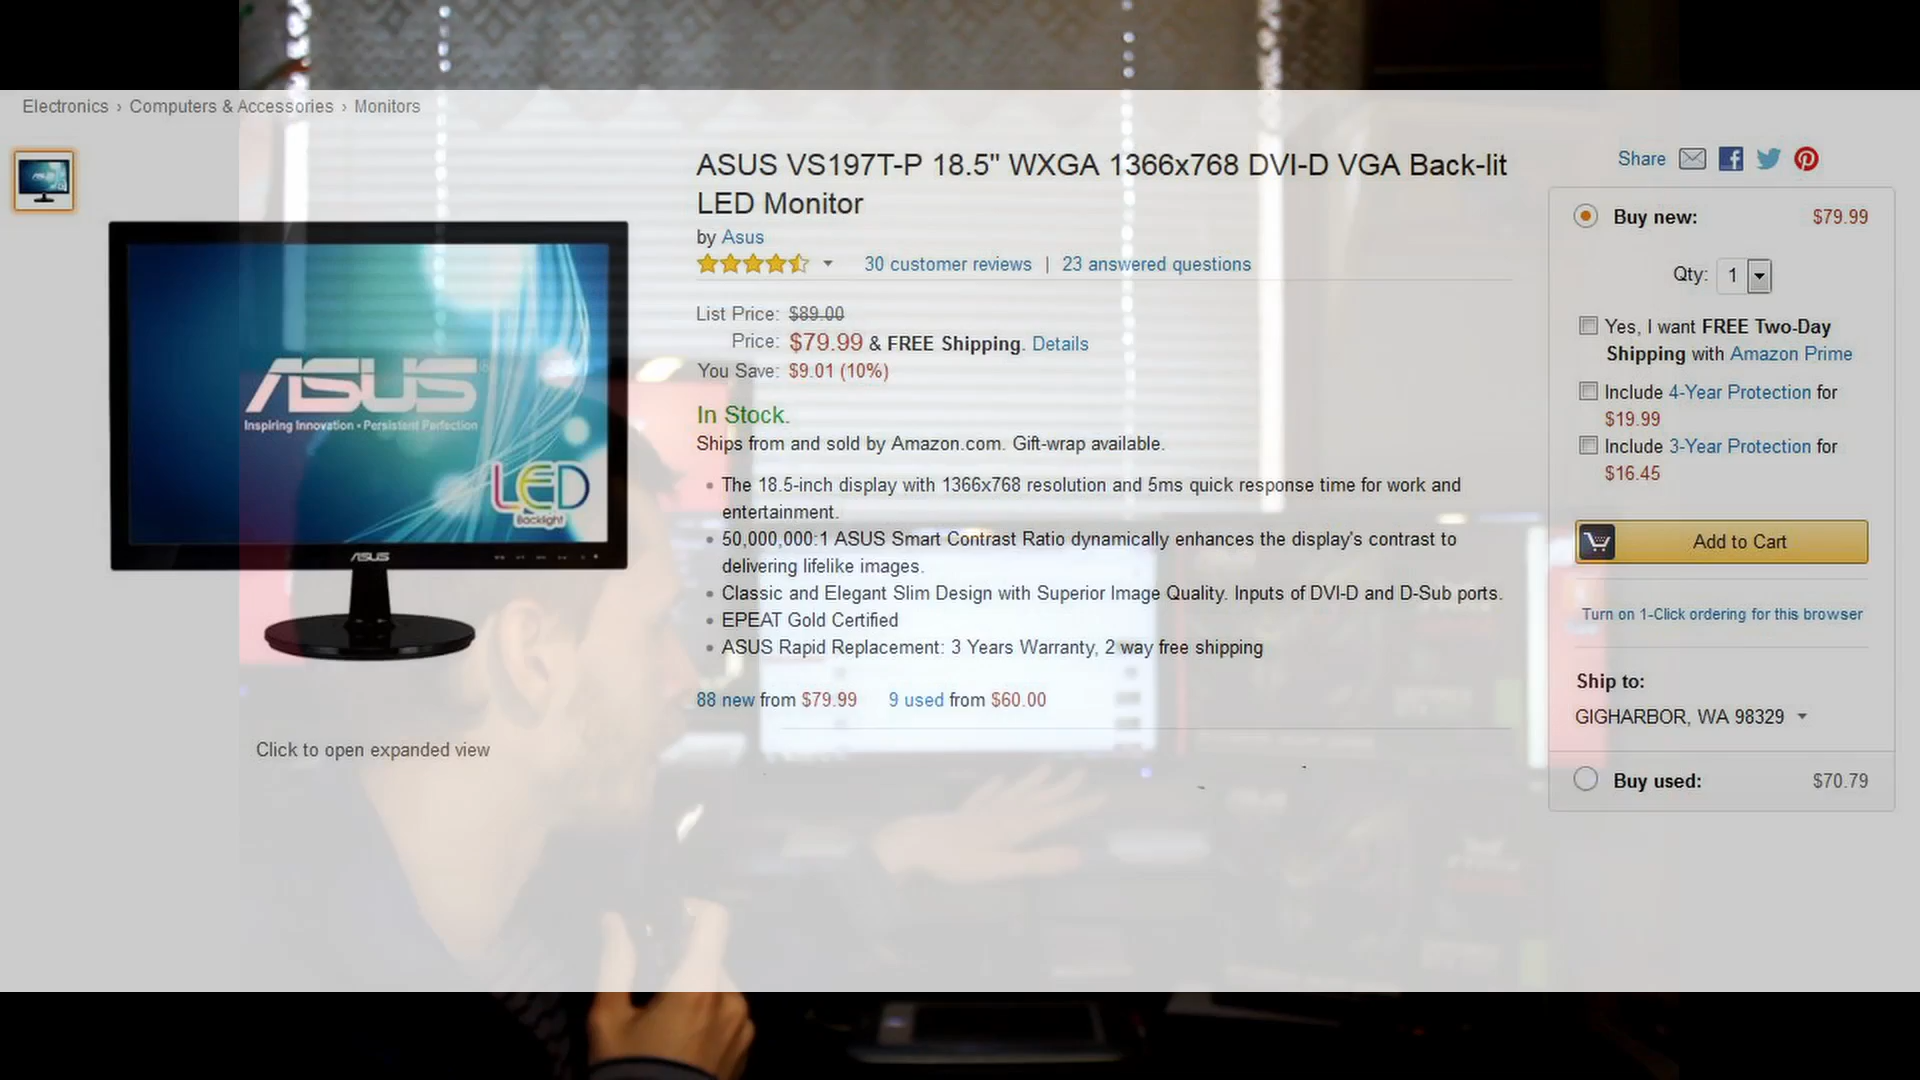 Electronics › Computers & Accessories › Monitors
Share
ASUS VS197T-P 18.5" WXGA 1366x768 DVI-D VGA Back-lit
LED Monitor
by Asus
30 customer reviews | 23 answered questions
List Price: $89.00
Price: $79.99 & FREE Shipping. Details
You Save: $9.01 (10%)
In Stock.
Ships from and sold by Amazon.com. Gift-wrap available.
• The 18.5-inch display with 1366x768 resolution and 5ms quick response time for work and
entertainment.
• 50,000,000:1 ASUS Smart Contrast Ratio dynamically enhances the display's contrast to
delivering lifelike images.
• Classic and Elegant Slim Design with Superior Image Quality. Inputs of DVI-D and D-Sub ports.
• EPEAT Gold Certified
• ASUS Rapid Replacement: 3 Years Warranty, 2 way free shipping
88 new from $79.99 9 used from $60.00
ASUS®
Inspiring Innovation • Persistent Perfection
LED
Backlight
ASUS
Click to open expanded view
Buy new: $79.99
Qty: 1
Yes, I want FREE Two-Day
Shipping with Amazon Prime
Include 4-Year Protection for
$19.99
Include 3-Year Protection for
$16.45
Add to Cart
Turn on 1-Click ordering for this browser
Ship to:
GIGHARBOR, WA 98329
Buy used: $70.79